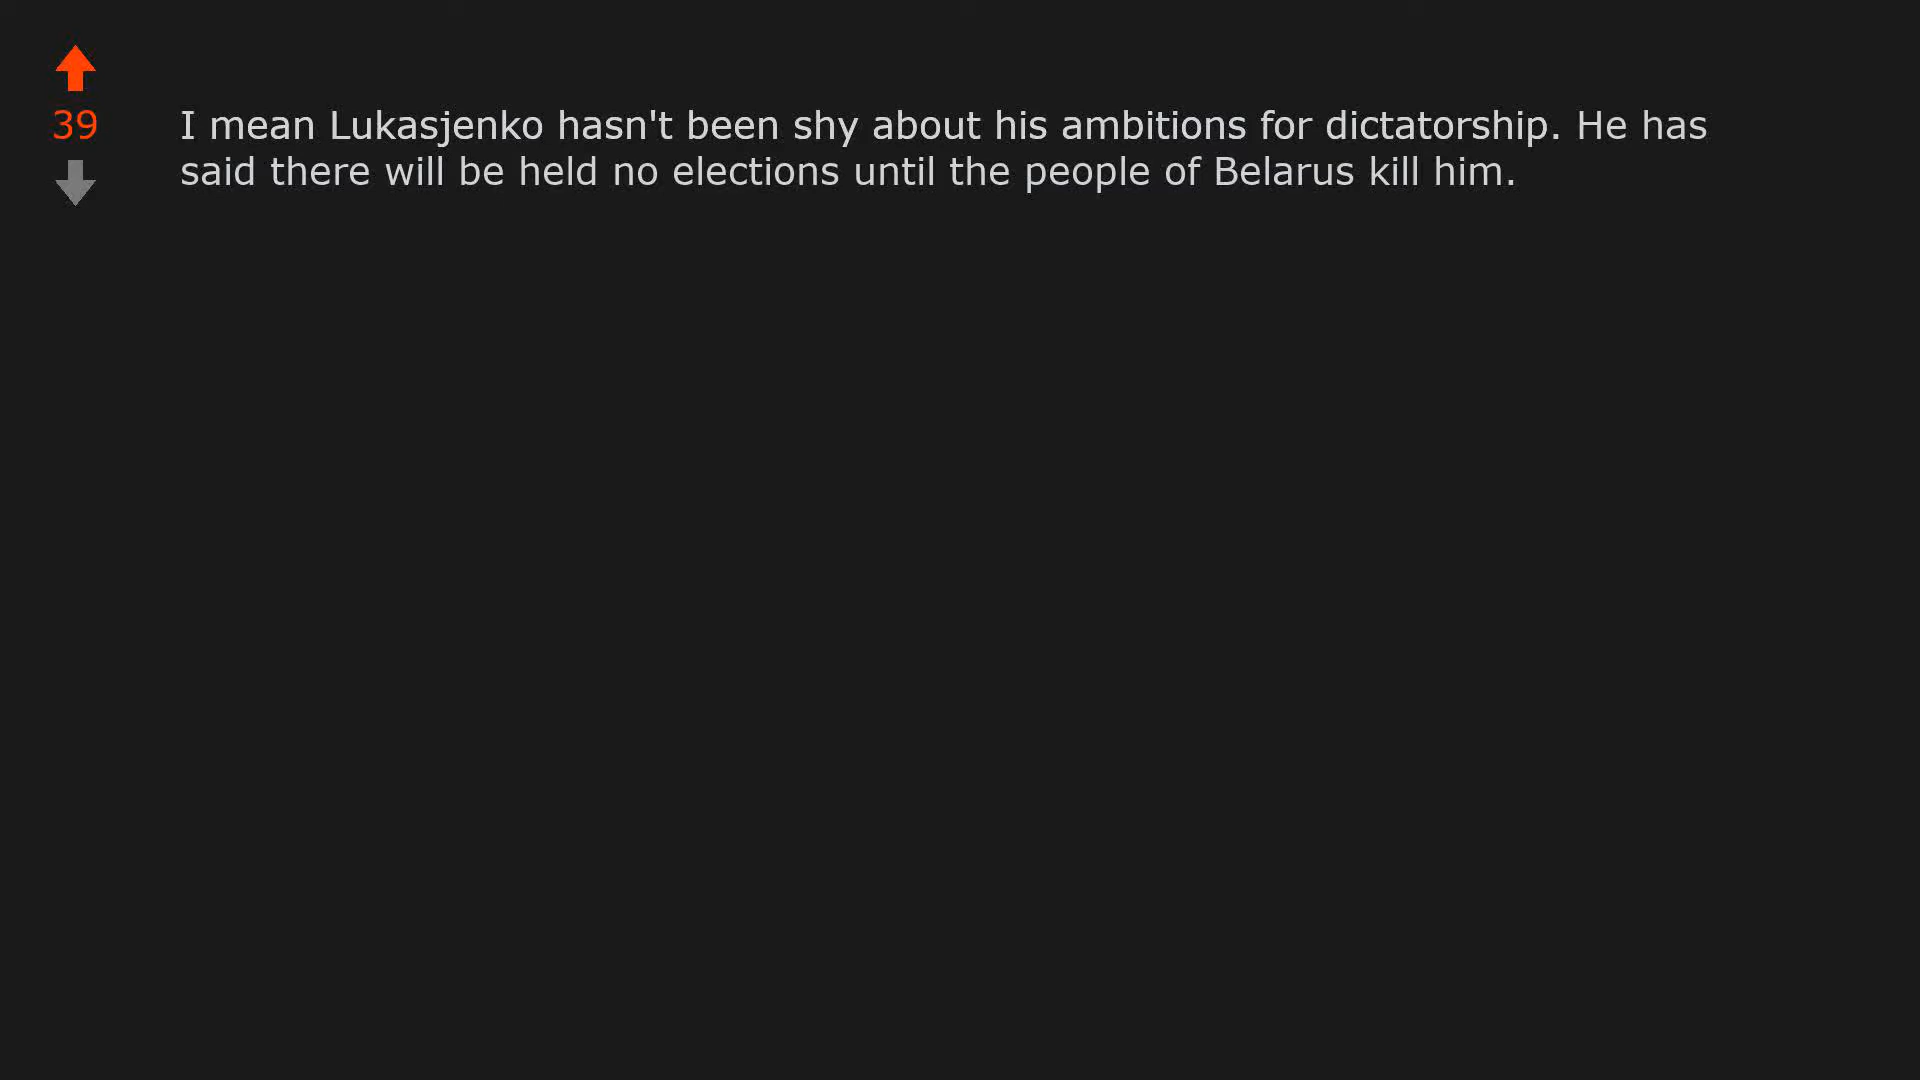 39
I mean Lukasjenko hasn't been shy about his ambitions for dictatorship. He has
said there will be held no elections until the people of Belarus kill him.